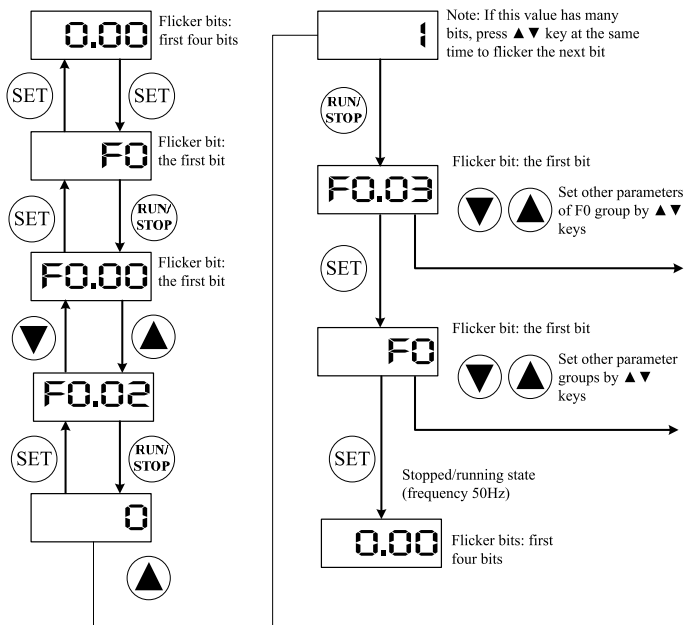 0.00
Flicker bits:
first four bits
SET
SET
F0
Flicker bit:
the first bit
SET
RUN/
STOP
F0.00
Flicker bit:
the first bit
▼
▲
F0.02
SET
RUN/
STOP
0
▲
1
Note: If this value has many
bits, press ▲▼ key at the same
time to flicker the next bit
RUN/
STOP
F0.03
Flicker bit: the first bit
▼ ▲
Set other parameters
of F0 group by ▲▼
keys
SET
F0
Flicker bit: the first bit
▼ ▲
Set other parameter
groups by ▲▼
keys
SET
Stopped/running state
(frequency 50Hz)
0.00
Flicker bits: first
four bits